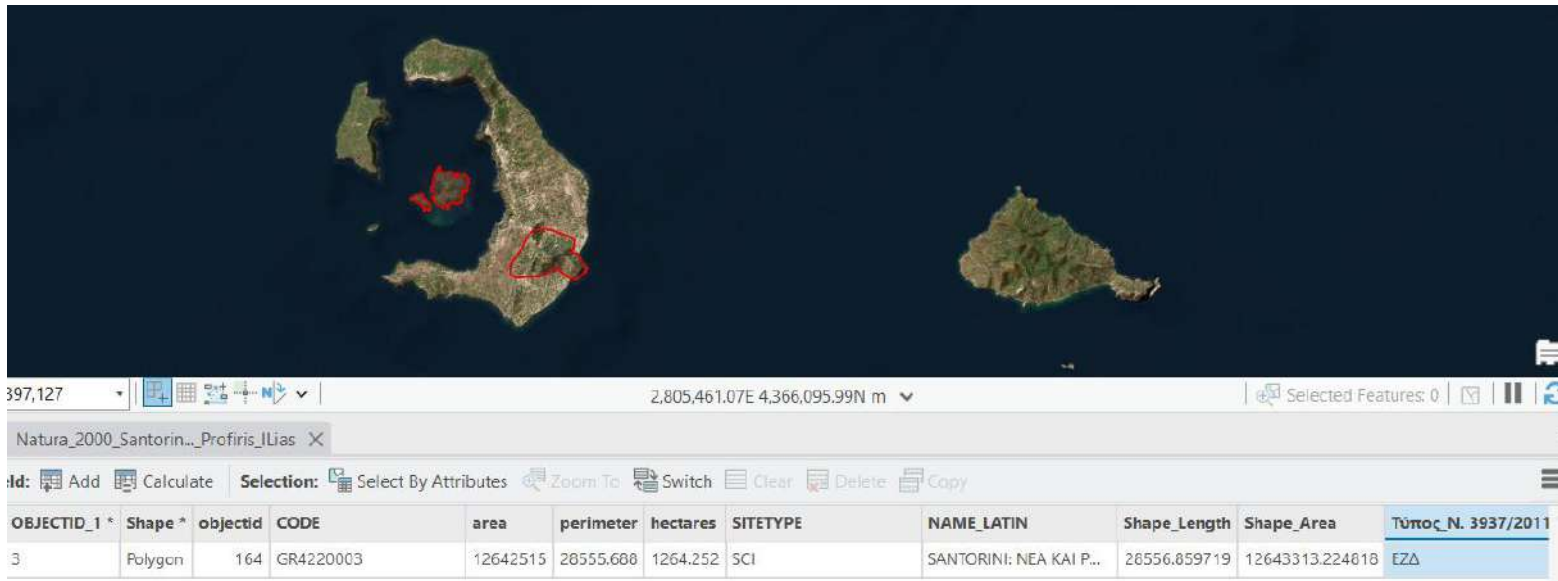 397,127
2,805,461.07E 4,366,095.99N m
Selected Features: 0
Natura_2000_Santorin..._Profiris_ILias
eld: Add Calculate Selection: Select By Attributes Zoom To Switch Clear Delete Copy
OBJECTID_1 * Shape * objectid CODE area perimeter hectares SITETYPE NAME_LATIN Shape_Length Shape_Area Τύπος_Ν. 3937/2011
3 Polygon 164 GR4220003 12642515 28555.688 1264.252 SCI SANTORINI: NEA KAI P... 28556.859719 12643313.224818 ΕΖΔ